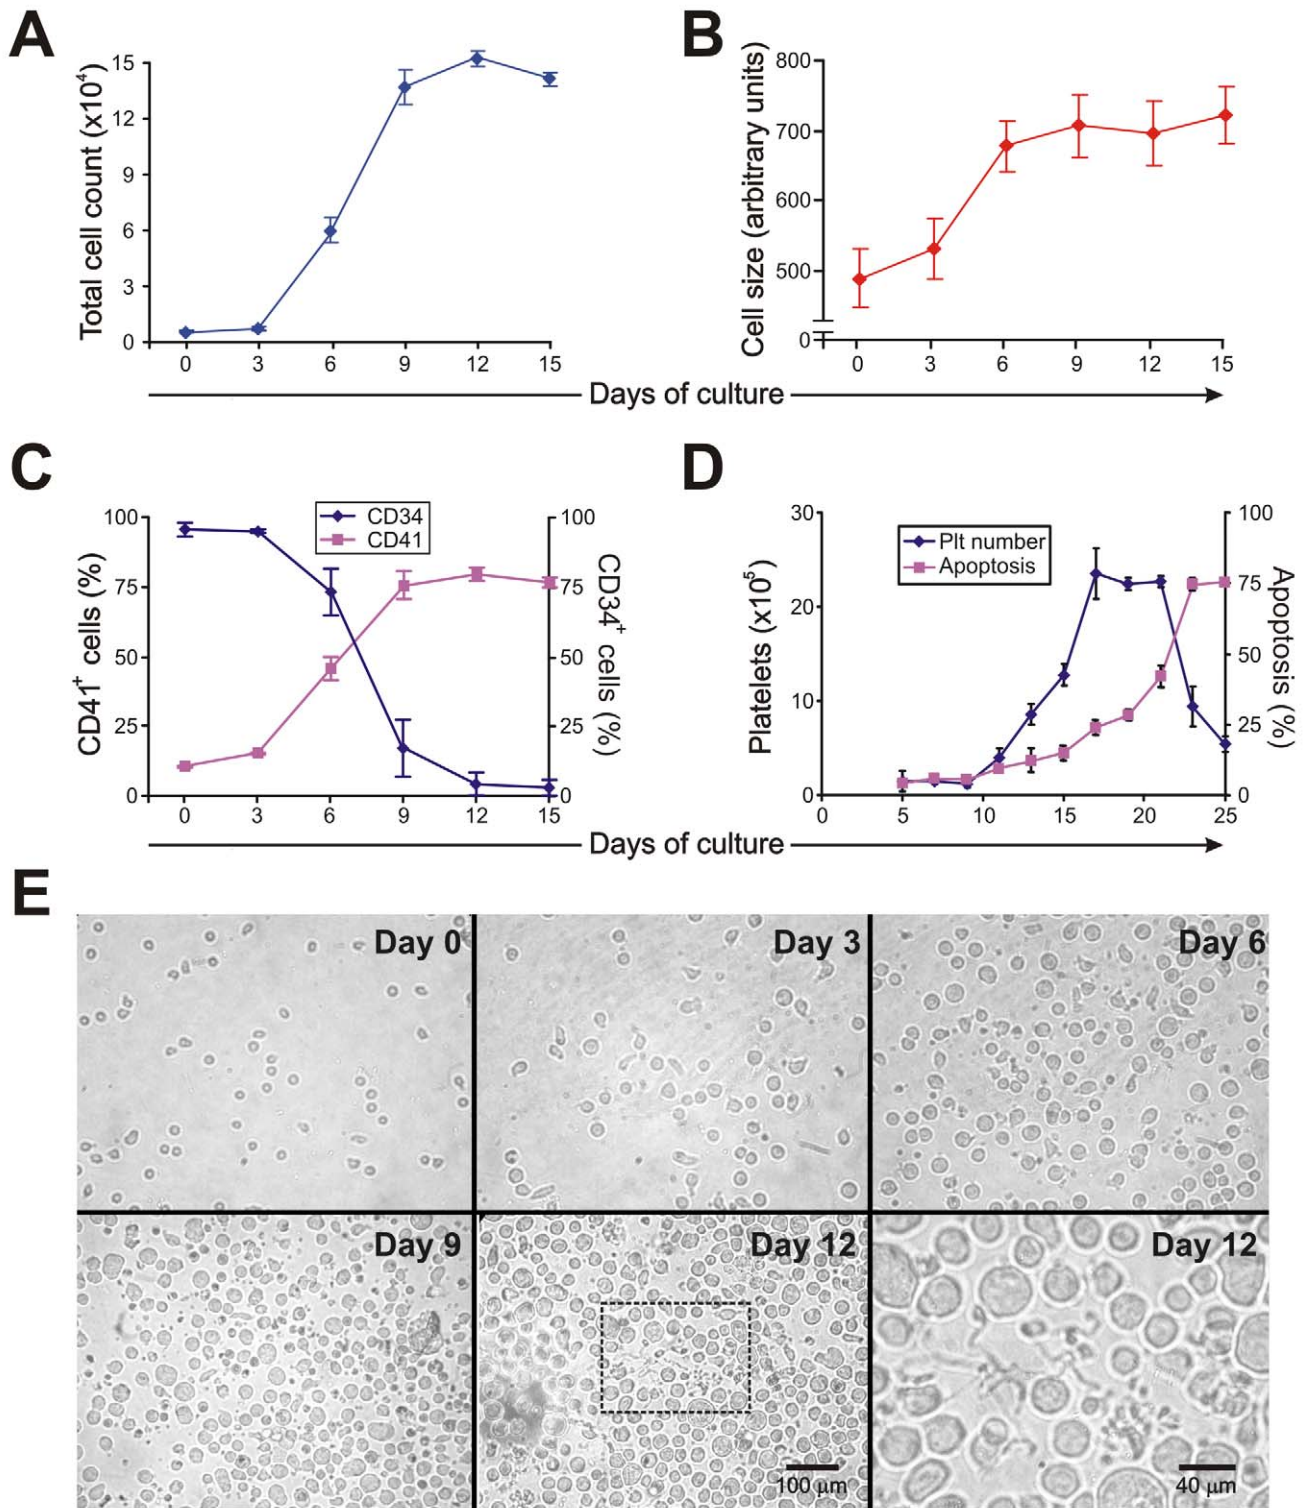 A
Total cell count (x10⁴)
15
12
9
6
3
0
0 3 6 9 12 15
B
Cell size (arbitrary units)
800
700
600
500
0
0 3 6 9 12 15
Days of culture
C
CD41⁺ cells (%)
100
75
50
25
0
CD34
CD41
100
75
50
25
0
CD34⁺ cells (%)
0 3 6 9 12 15
D
Platelets (x10⁵)
30
20
10
0
Plt number
Apoptosis
100
75
50
25
0
Apoptosis (%)
0 5 10 15 20 25
Days of culture
E
Day 0
Day 3
Day 6
Day 9
Day 12
100 µm
Day 12
40 µm